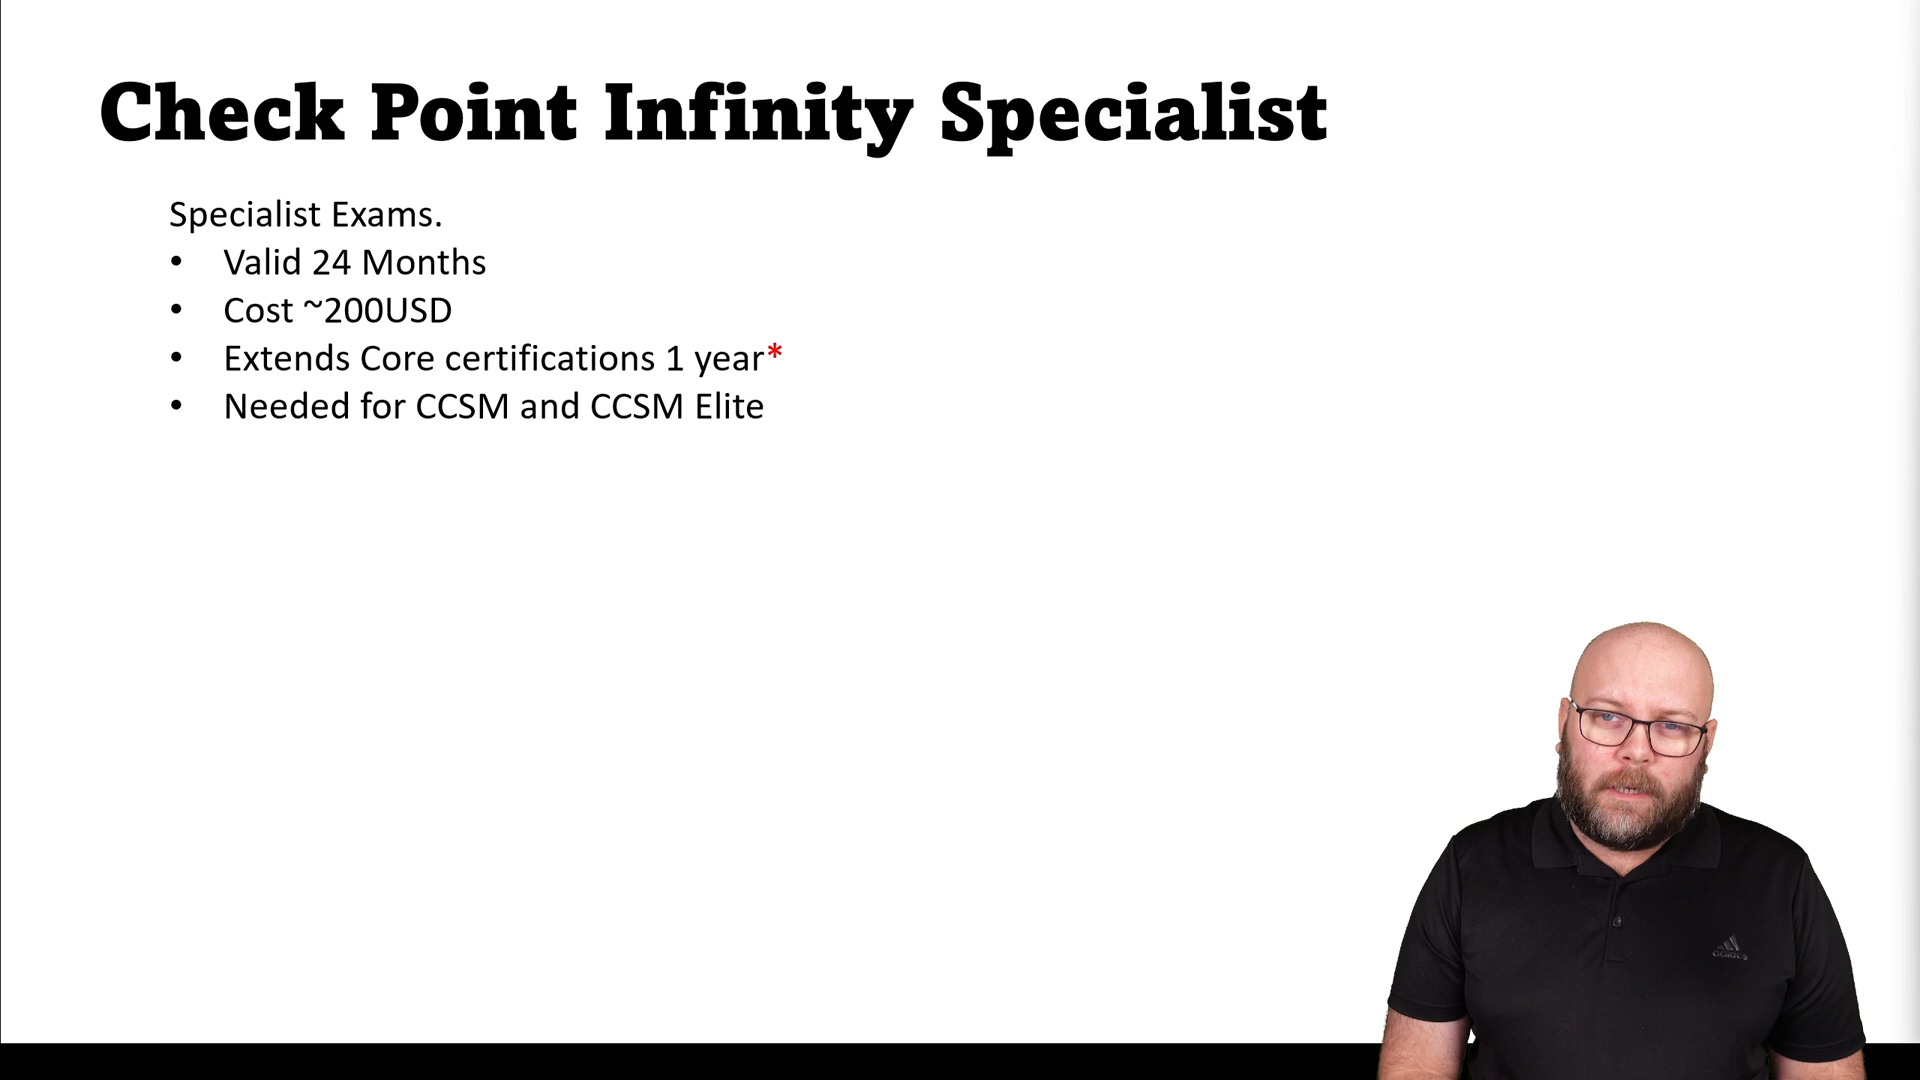 Check Point Infinity Specialist
Specialist Exams.
• Valid 24 Months
• Cost ~200USD
• Extends Core certifications 1 year*
• Needed for CCSM and CCSM Elite
adidas